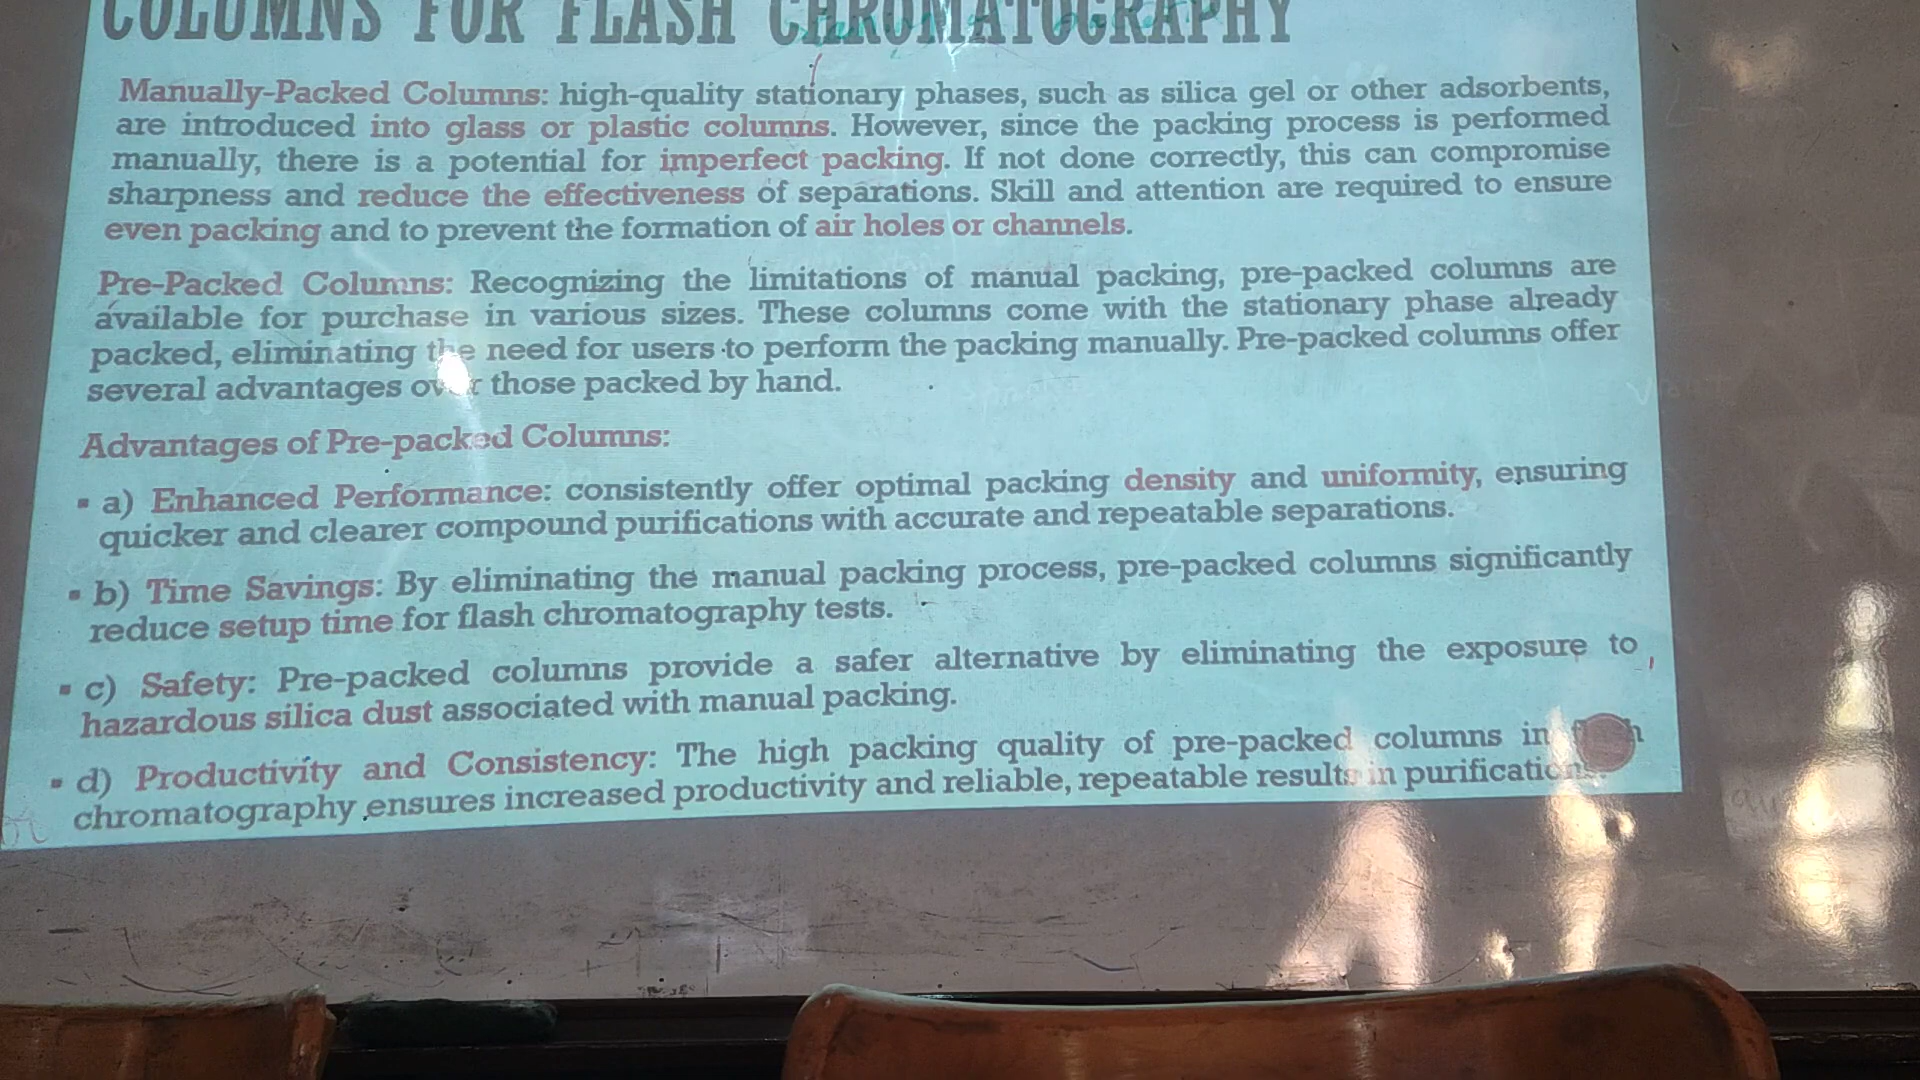 COLUMNS FOR FLASH CHROMATOGRAPHY
Manually-Packed Columns: high-quality stationary phases, such as silica gel or other adsorbents,
are introduced into glass or plastic columns. However, since the packing process is performed
manually, there is a potential for imperfect packing. If not done correctly, this can compromise
sharpness and reduce the effectiveness of separations. Skill and attention are required to ensure
even packing and to prevent the formation of air holes or channels.
Pre-Packed Columns: Recognizing the limitations of manual packing, pre-packed columns are
available for purchase in various sizes. These columns come with the stationary phase already
packed, eliminating the need for users to perform the packing manually. Pre-packed columns offer
several advantages over those packed by hand.
Advantages of Pre-packed Columns:
▪ a) Enhanced Performance: consistently offer optimal packing density and uniformity, ensuring
quicker and clearer compound purifications with accurate and repeatable separations.
▪ b) Time Savings: By eliminating the manual packing process, pre-packed columns significantly
reduce setup time for flash chromatography tests.
▪ c) Safety: Pre-packed columns provide a safer alternative by eliminating the exposure to
hazardous silica dust associated with manual packing.
▪ d) Productivity and Consistency: The high packing quality of pre-packed columns in
chromatography ensures increased productivity and reliable, repeatable results in purification